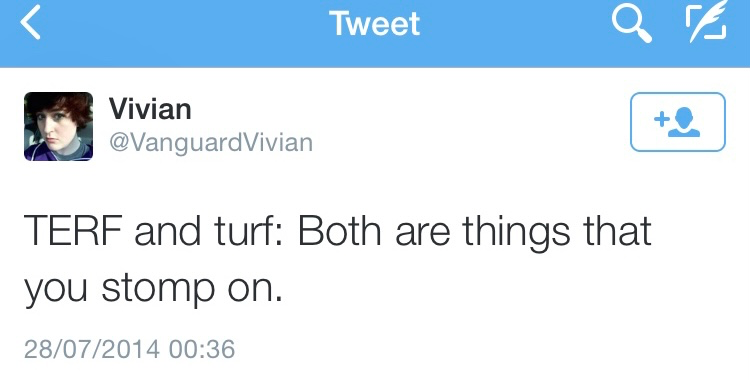 Tweet
Vivian
@VanguardVivian
TERF and turf: Both are things that
you stomp on.
28/07/2014 00:36